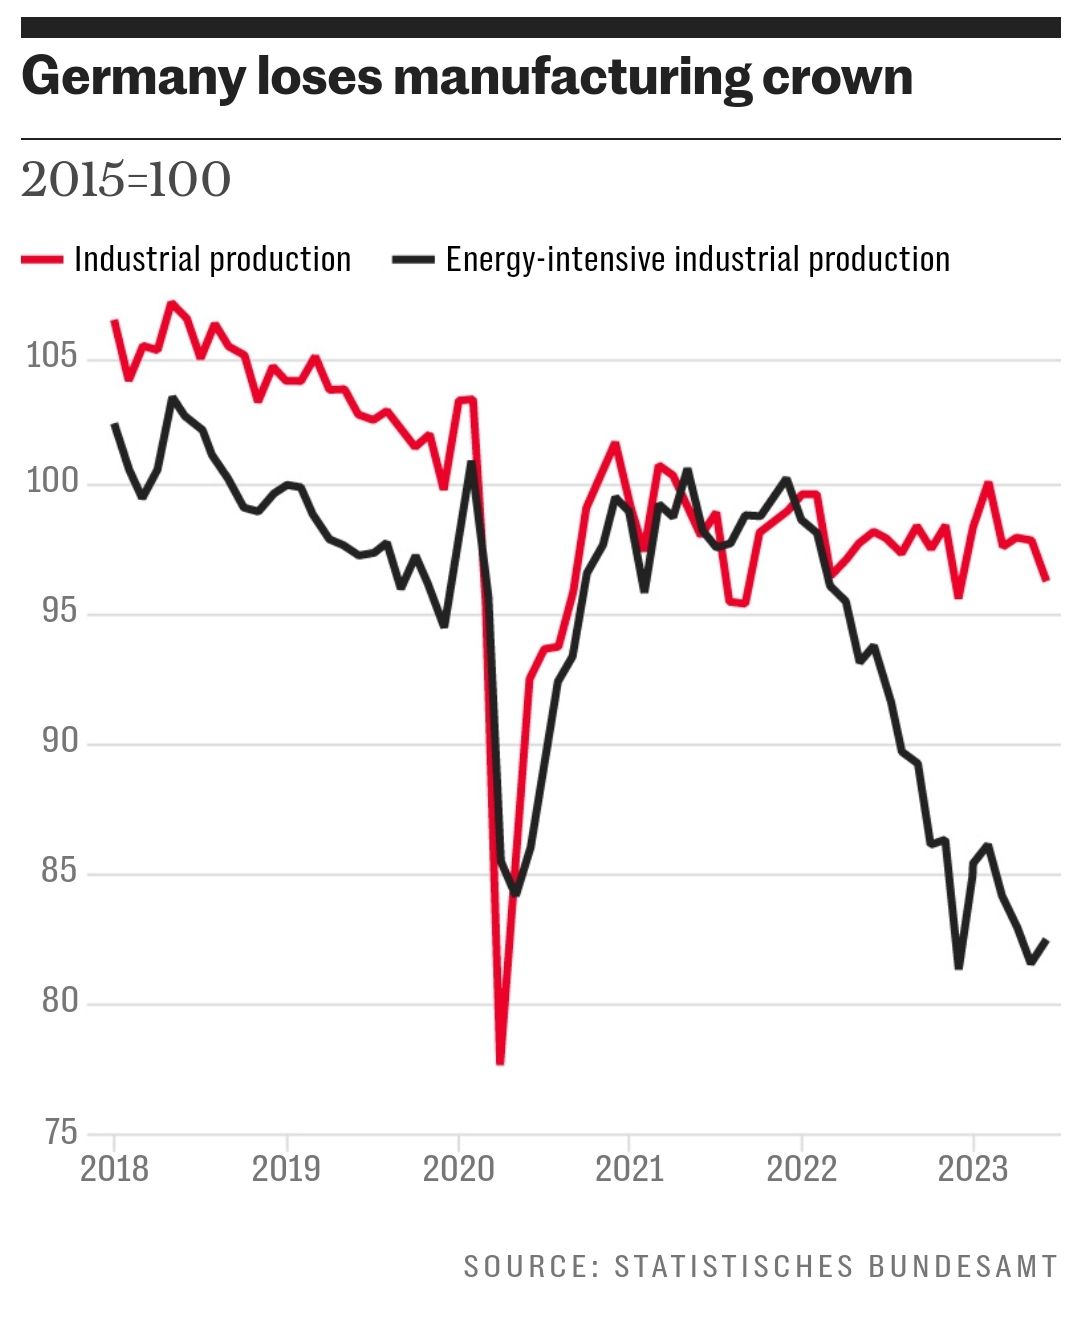 Germany loses manufacturing crown
2015=100
Industrial production Energy-intensive industrial production
105
100
95
90
85
80
75
2018 2019 2020 2021 2022 2023
SOURCE: STATISTISCHES BUNDESAMT